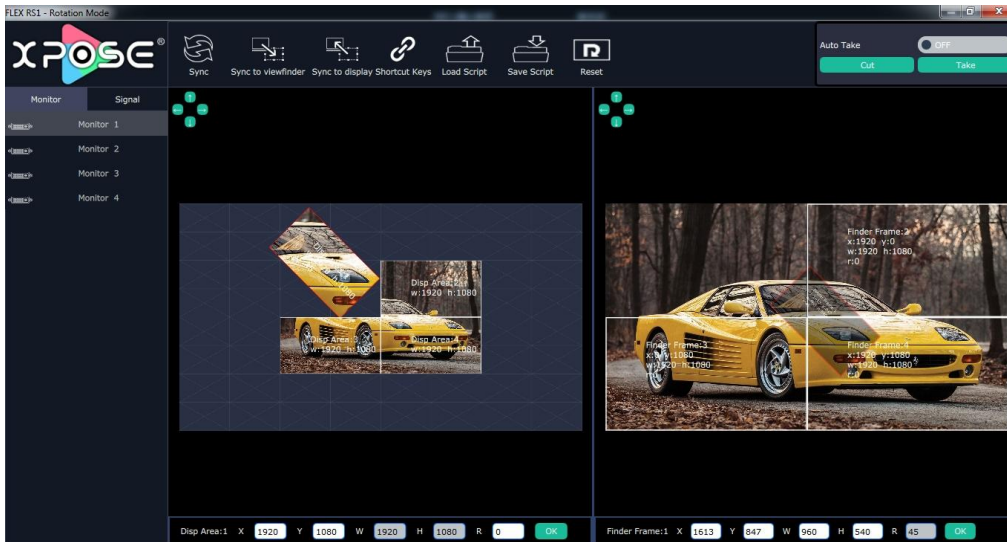 FLEX RS1 - Rotation Mode
XPOSE®
Sync
Sync to viewfinder
Sync to display
Shortcut Keys
Load Script
Save Script
Reset
Auto Take
OFF
Cut
Take
Monitor
Signal
Monitor 1
Monitor 2
Monitor 3
Monitor 4
Disp Area:2
w:1920 h:1080
Disp Area:3
w:1920 h:1080
Disp Area:4
w:1920 h:1080
Finder Frame:2
x:1920 y:0
w:1920 h:1080
r:0
Finder Frame:3
x:0 y:1080
w:1920 h:1080
Finder Frame:4
x:1920 y:1080
w:1920 h:1080
r:0
Disp Area:1 X 1920 Y 1080 W 1920 H 1080 R 0 OK
Finder Frame:1 X 1613 Y 847 W 960 H 540 R 45 OK